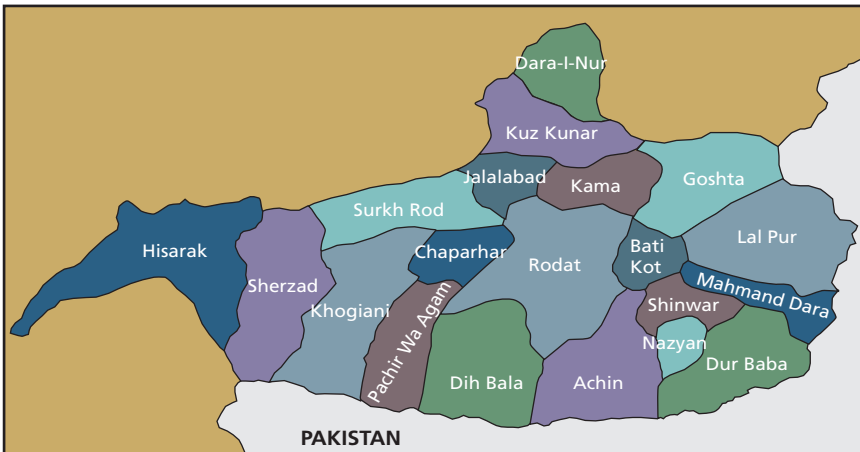 Dara-I-Nur
Kuz Kunar
Jalalabad
Kama
Goshta
Surkh Rod
Hisarak
Chaparhar
Rodat
Bati
Kot
Lal Pur
Sherzad
Khogiani
Mahmand Dara
Pachir Wa Agam
Shinwar
Nazyan
Dur Baba
Dih Bala
Achin
PAKISTAN